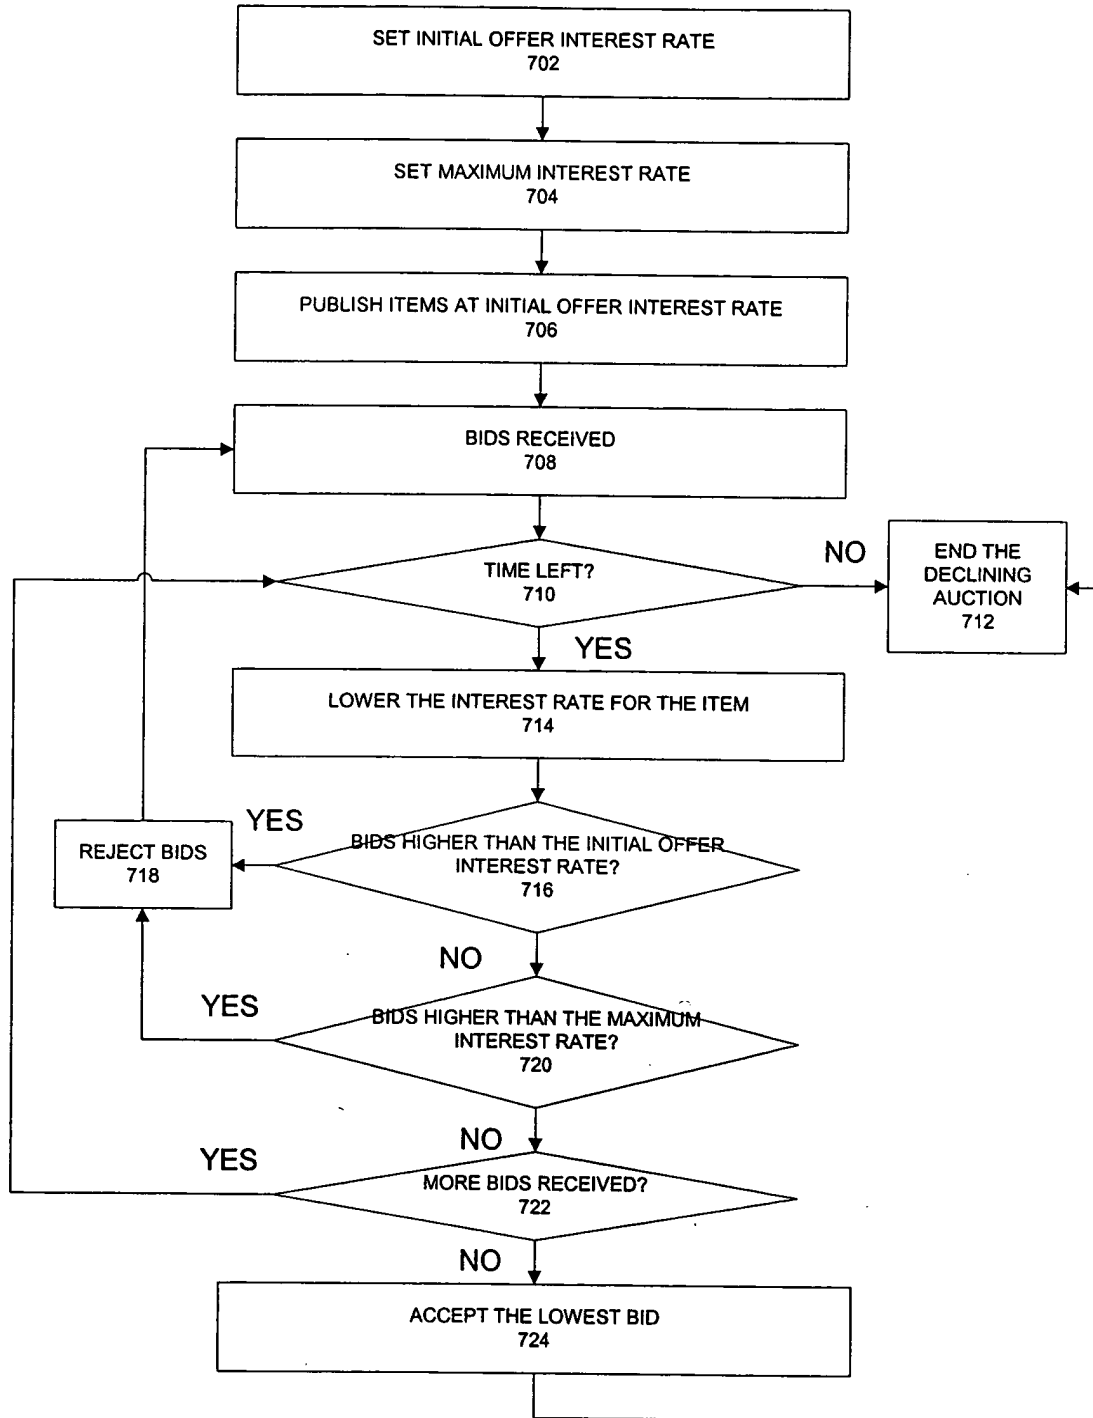 SET INITIAL OFFER INTEREST RATE
702
SET MAXIMUM INTEREST RATE
704
PUBLISH ITEMS AT INITIAL OFFER INTEREST RATE
706
BIDS RECEIVED
708
TIME LEFT?
710
NO
END THE
DECLINING
AUCTION
712
YES
LOWER THE INTEREST RATE FOR THE ITEM
714
YES
BIDS HIGHER THAN THE INITIAL OFFER
INTEREST RATE?
716
REJECT BIDS
718
NO
YES
BIDS HIGHER THAN THE MAXIMUM
INTEREST RATE?
720
NO
YES
MORE BIDS RECEIVED?
722
NO
ACCEPT THE LOWEST BID
724